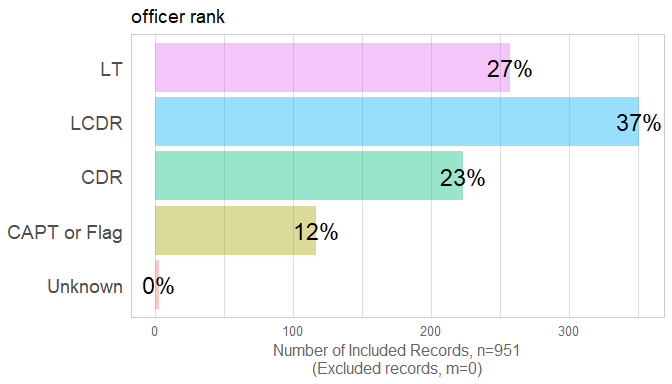 officer rank
LT 27%
LCDR 37%
CDR 23%
CAPT or Flag 12%
Unknown 0%
0 100 200 300
Number of Included Records, n=951
(Excluded records, m=0)